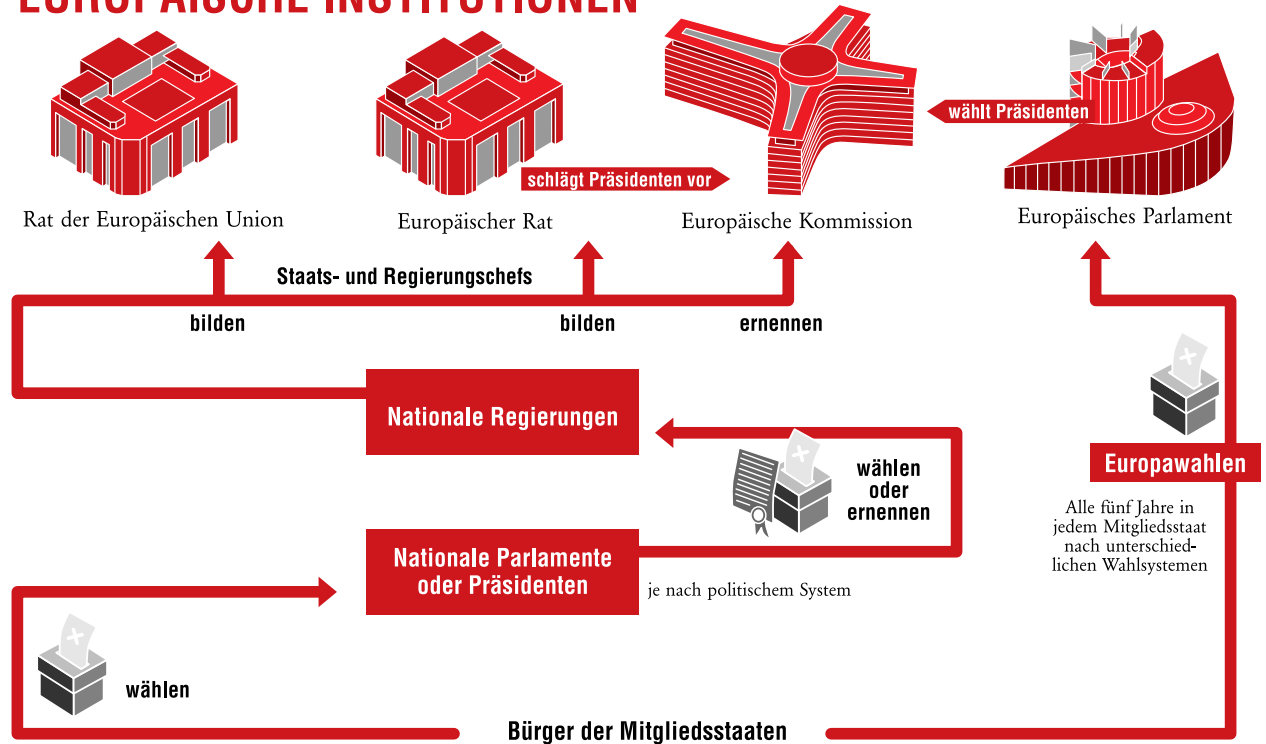 EUROPÄISCHE INSTITUTIONEN
wählt Präsidenten
schlägt Präsidenten vor
Rat der Europäischen Union
Europäischer Rat
Europäische Kommission
Europäisches Parlament
Staats- und Regierungschefs
bilden
bilden
ernennen
Nationale Regierungen
wählen
oder
ernennen
Europawahlen
Alle fünf Jahre in
jedem Mitgliedsstaat
nach unterschied-
lichen Wahlsystemen
Nationale Parlamente
oder Präsidenten
je nach politischem System
wählen
Bürger der Mitgliedsstaaten